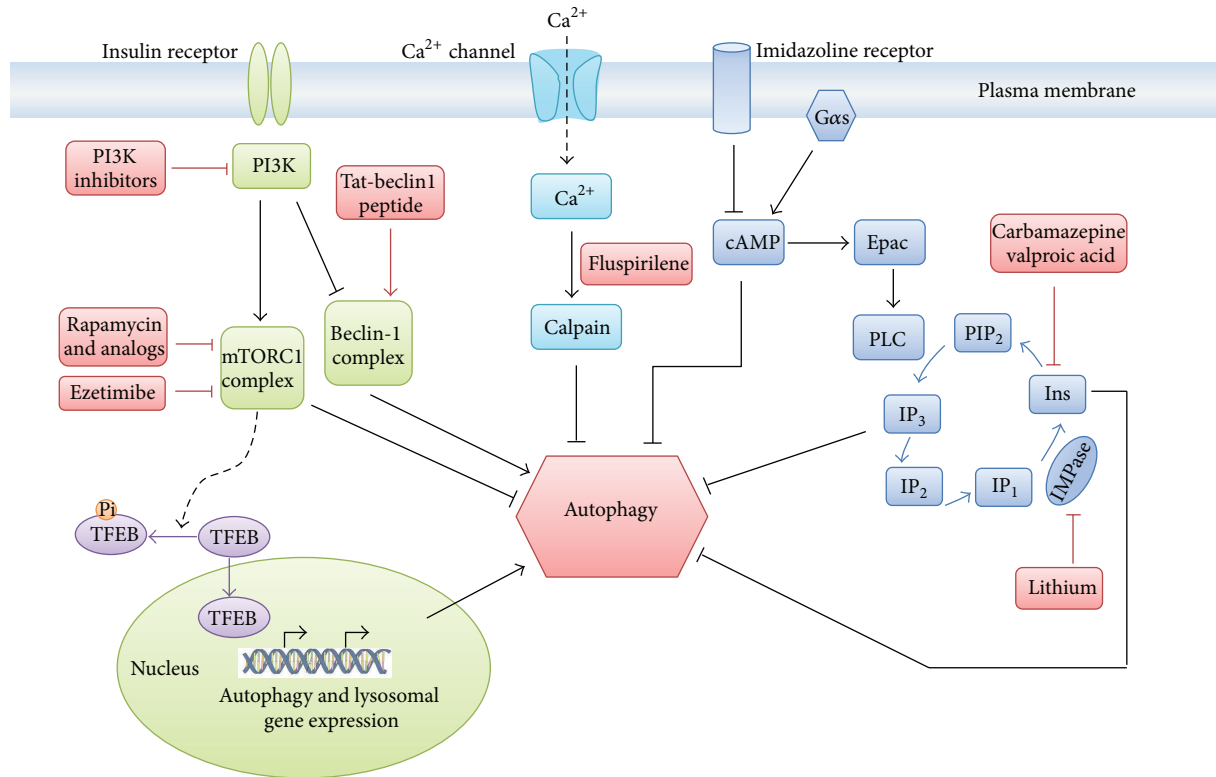 Ca²⁺
Insulin receptor
Ca²⁺ channel
Imidazoline receptor
Plasma membrane
Gαs
PI3K
inhibitors
PI3K
Tat-beclin1
peptide
Ca²⁺
cAMP
Epac
Carbamazepine
valproic acid
Fluspirilene
Rapamycin
and analogs
mTORC1
complex
Beclin-1
complex
Calpain
PLC
PIP₂
Ezetimibe
Ins
IP₃
IMPase
IP₂
IP₁
Autophagy
Pi
TFEB
TFEB
Lithium
TFEB
Nucleus
Autophagy and lysosomal
gene expression